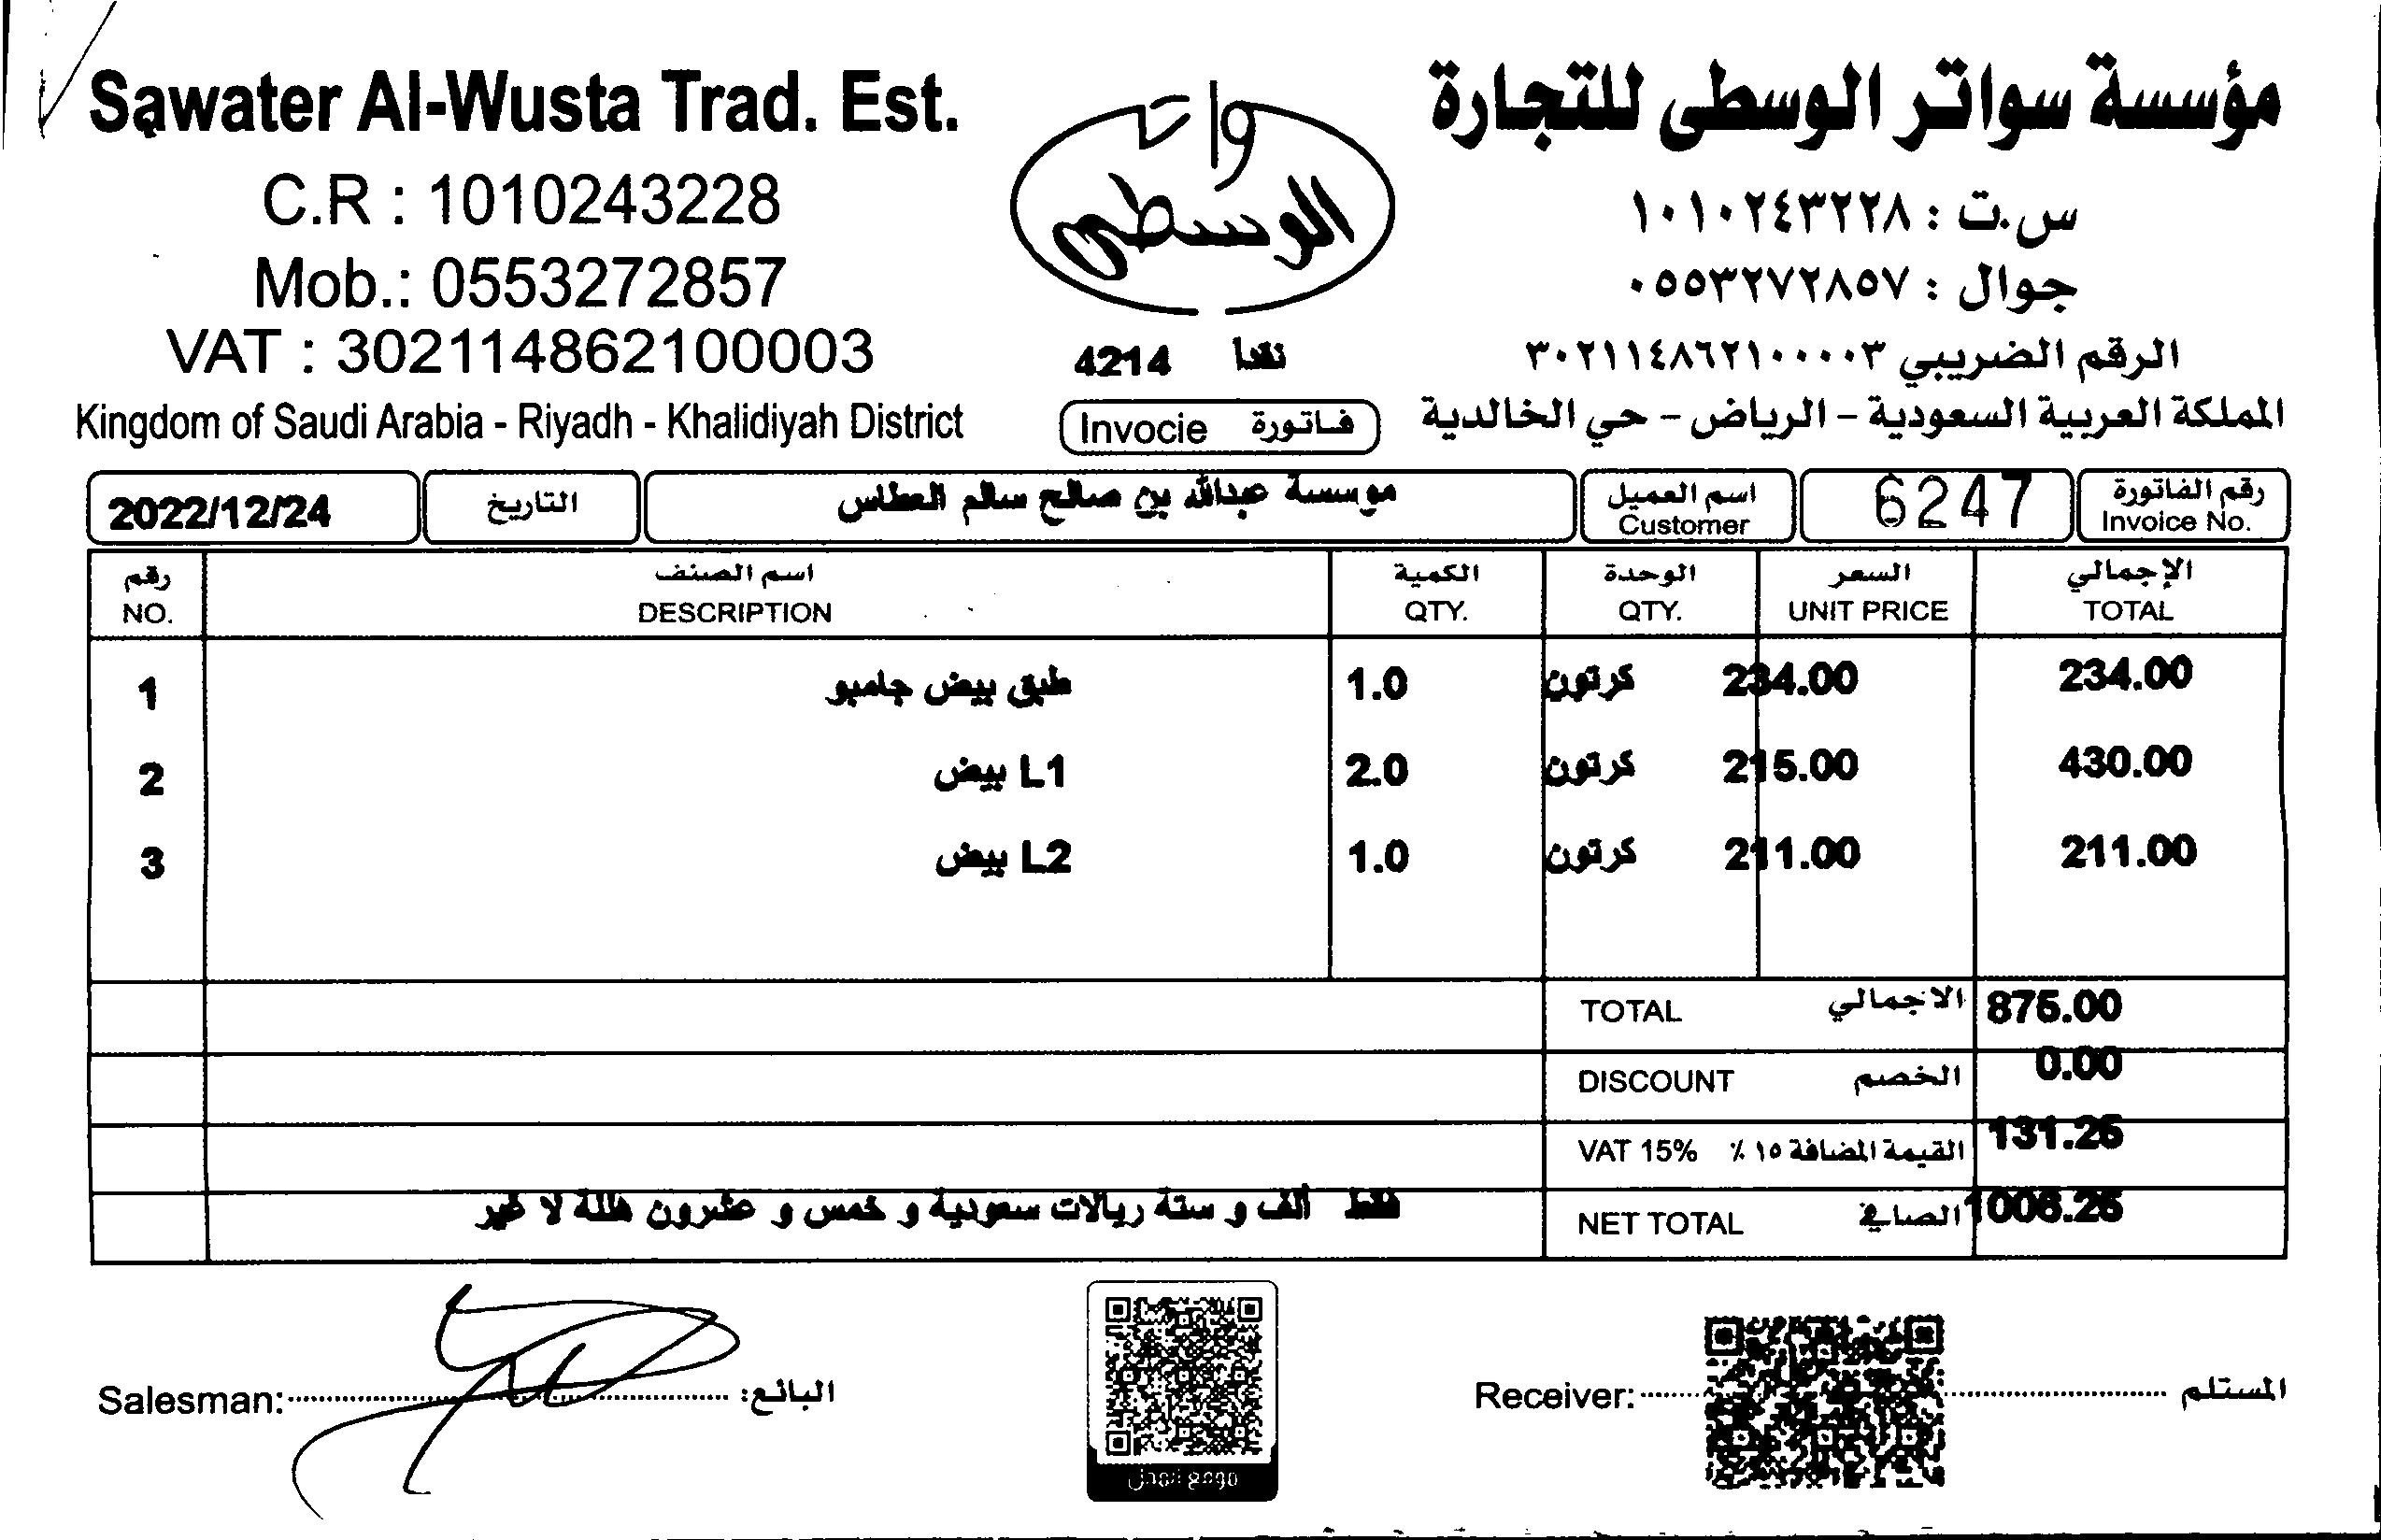 Sawater Al-Wusta Trad. Est.
C.R : 1010243228
Mob.: 0553272857
VAT : 302114862100003
Kingdom of Saudi Arabia - Riyadh - Khalidiyah District
الوسطى
4214 نقدا
فاتورة Invocie
مؤسسة سواتر الوسطى للتجارة
س.ت : ١٠١٠٢٤٣٢٢٨
جوال : ٠٥٥٣٢٧٢٨٥٧
الرقم الضريبي ٣٠٢١١٤٨٦٢١٠٠٠٠٣
المملكة العربية السعودية - الرياض - حي الخالدية
2022/12/24 التاريخ موسسة عبدالله بن صالح سالم العطاس اسم العميل Customer 6247 رقم الفاتورة Invoice No.
رقم اسم الصنف الكمية الوحدة السعر الإجمالي
NO. DESCRIPTION QTY. QTY. UNIT PRICE TOTAL
1 طبق بيض جامبو 1.0 كرتون 234.00 234.00
2 بيض L1 2.0 كرتون 215.00 430.00
3 بيض L2 1.0 كرتون 211.00 211.00
TOTAL الاجمالي 875.00
DISCOUNT الخصم 0.00
VAT 15% القيمة المضافة ١٥ ٪ 131.25
فقط ألف و ستة ريالات سعودية و خمس و عشرون هللة لا غير NET TOTAL الصافي 1006.25
Salesman: البائع:
موقع المحل
Receiver: المستلم